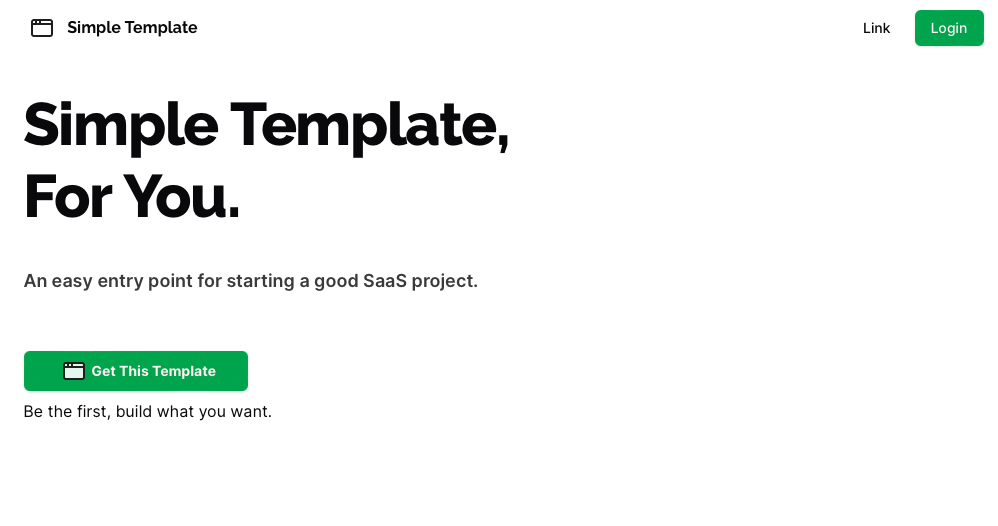 Simple Template
Link
Login
Simple Template,
For You.
An easy entry point for starting a good SaaS project.
Get This Template
Be the first, build what you want.